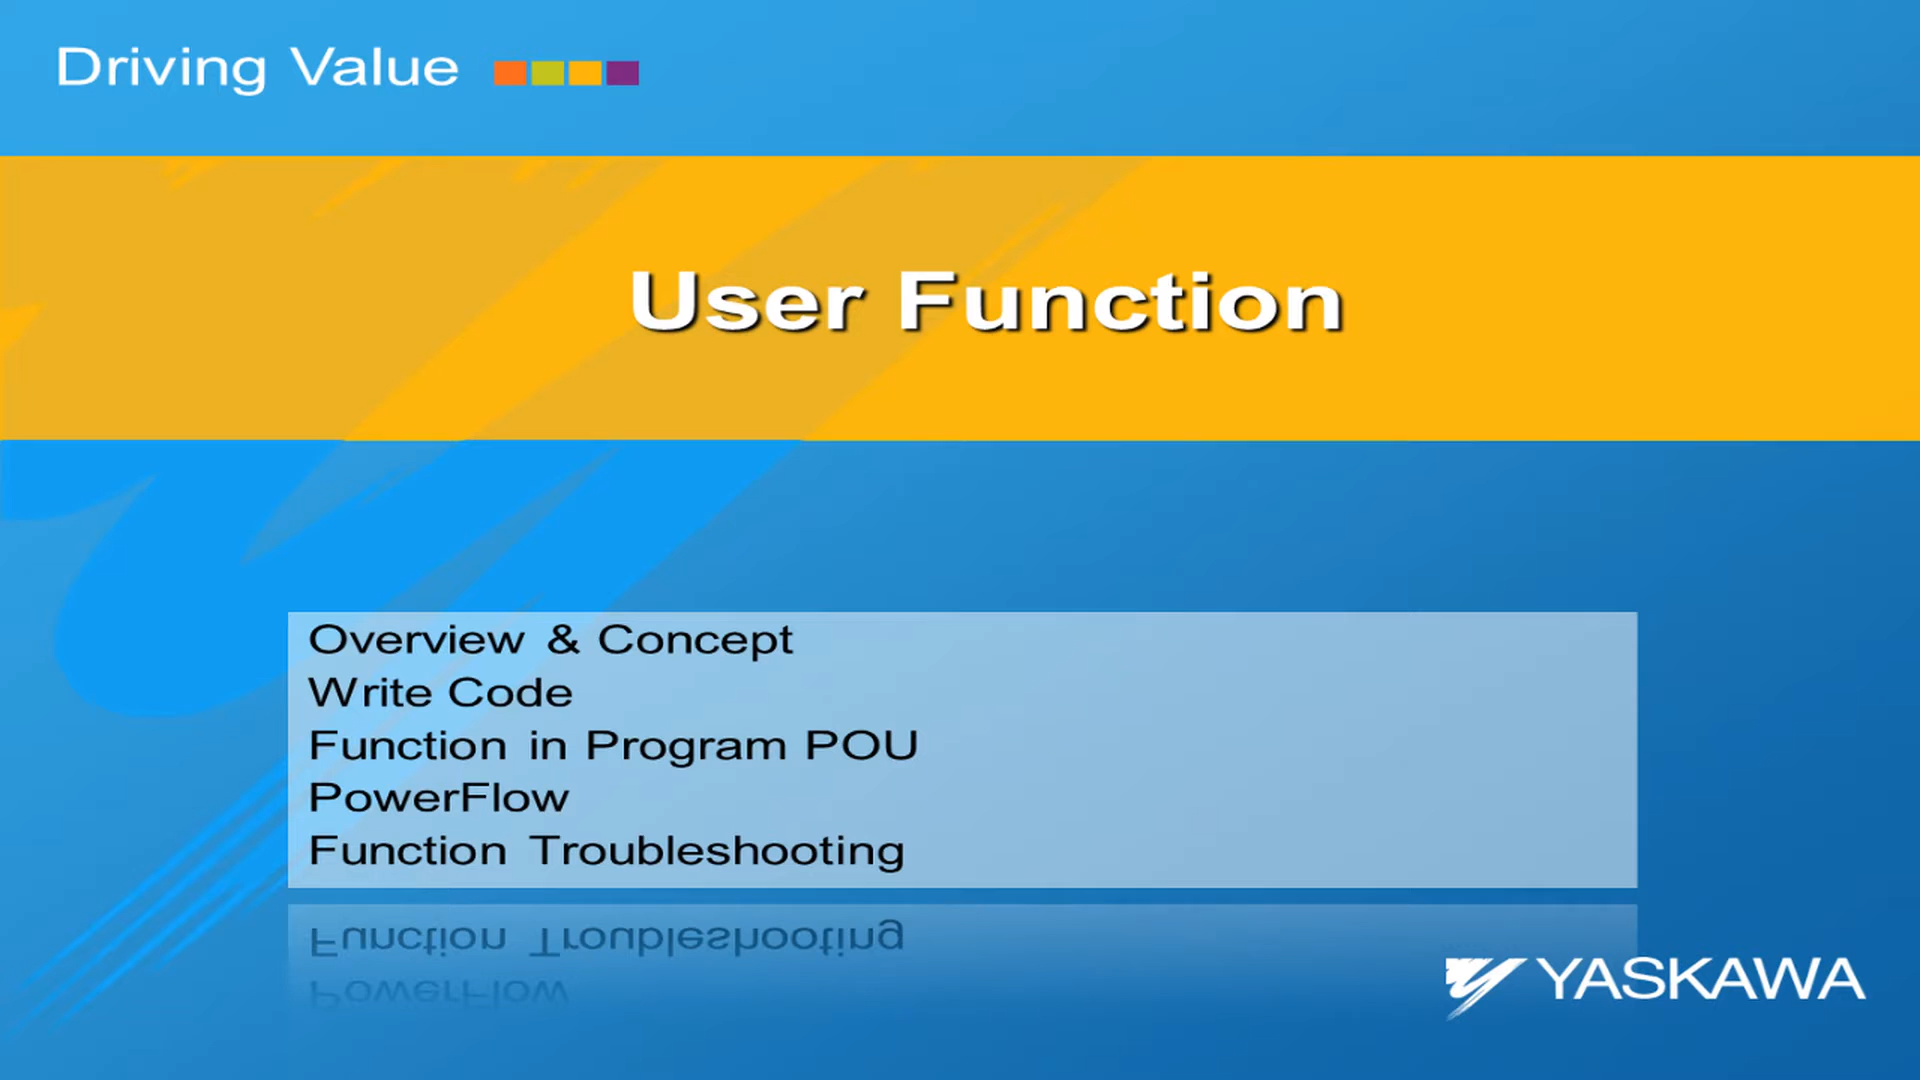 Driving Value
User Function
Overview & Concept
Write Code
Function in Program POU
PowerFlow
Function Troubleshooting
YASKAWA